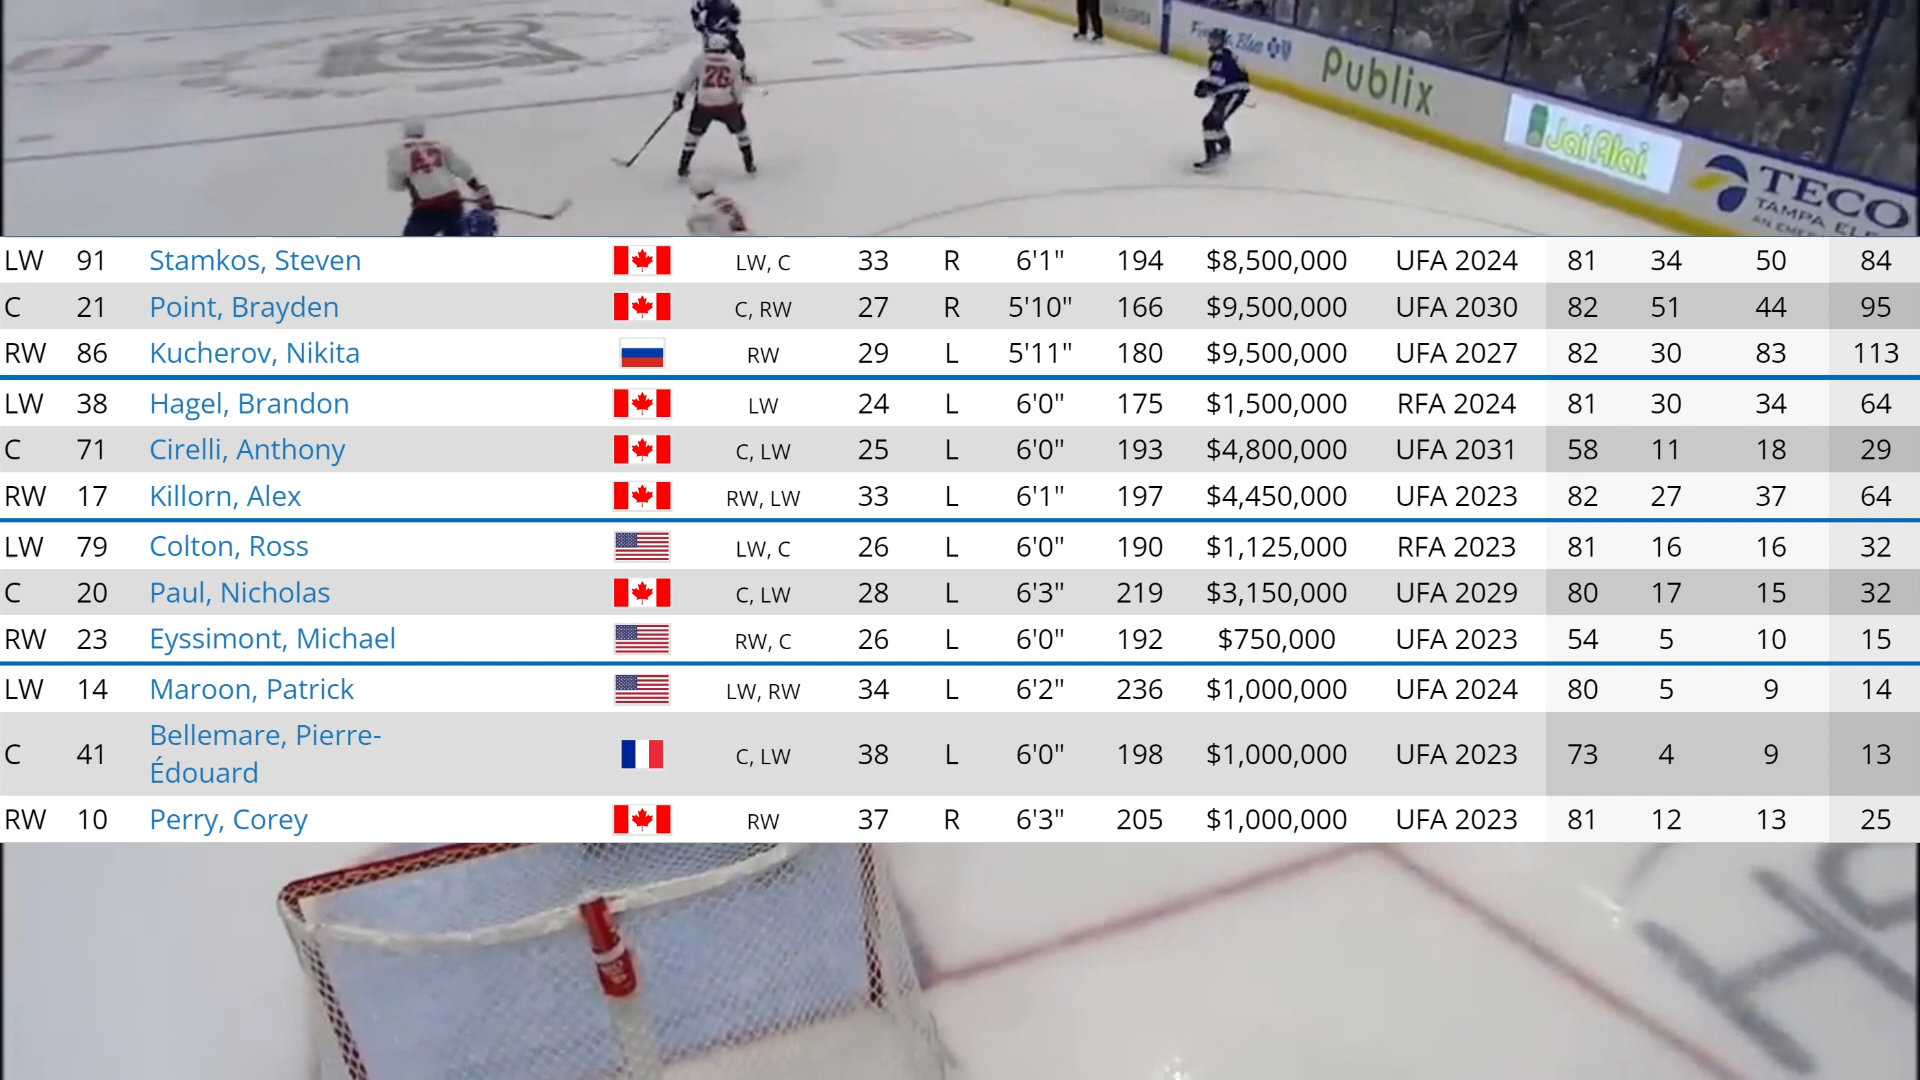 26
Florida Blue
Publix
Jai Alai
TECO
TAMPA ELE
AN EMER
LW 91 Stamkos, Steven LW, C 33 R 6'1" 194 $8,500,000 UFA 2024 81 34 50 84
C 21 Point, Brayden C, RW 27 R 5'10" 166 $9,500,000 UFA 2030 82 51 44 95
RW 86 Kucherov, Nikita RW 29 L 5'11" 180 $9,500,000 UFA 2027 82 30 83 113
LW 38 Hagel, Brandon LW 24 L 6'0" 175 $1,500,000 RFA 2024 81 30 34 64
C 71 Cirelli, Anthony C, LW 25 L 6'0" 193 $4,800,000 UFA 2031 58 11 18 29
RW 17 Killorn, Alex RW, LW 33 L 6'1" 197 $4,450,000 UFA 2023 82 27 37 64
LW 79 Colton, Ross LW, C 26 L 6'0" 190 $1,125,000 RFA 2023 81 16 16 32
C 20 Paul, Nicholas C, LW 28 L 6'3" 219 $3,150,000 UFA 2029 80 17 15 32
RW 23 Eyssimont, Michael RW, C 26 L 6'0" 192 $750,000 UFA 2023 54 5 10 15
LW 14 Maroon, Patrick LW, RW 34 L 6'2" 236 $1,000,000 UFA 2024 80 5 9 14
C 41 Bellemare, Pierre-
Édouard C, LW 38 L 6'0" 198 $1,000,000 UFA 2023 73 4 9 13
RW 10 Perry, Corey RW 37 R 6'3" 205 $1,000,000 UFA 2023 81 12 13 25